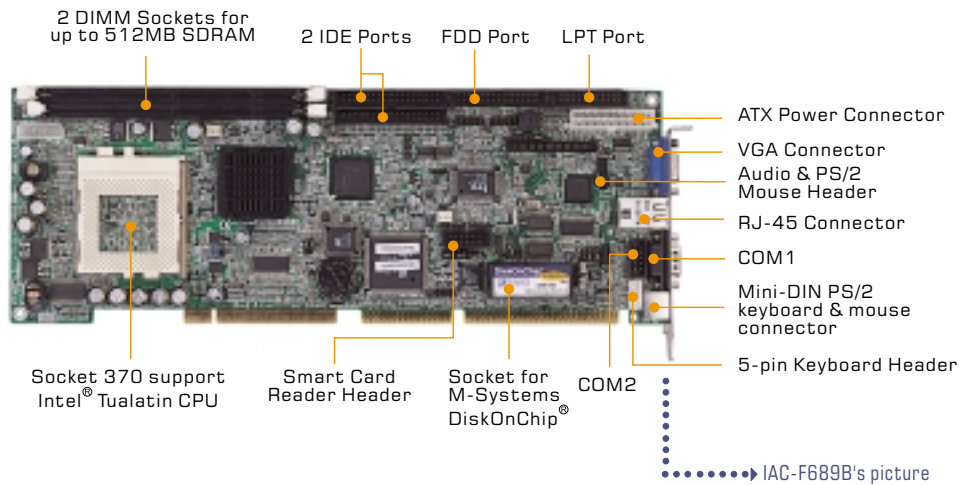 2 DIMM Sockets for
up to 512MB SDRAM
2 IDE Ports
FDD Port
LPT Port
ATX Power Connector
VGA Connector
Audio & PS/2
Mouse Header
RJ-45 Connector
COM1
Mini-DIN PS/2
keyboard & mouse
connector
5-pin Keyboard Header
Socket 370 support
Intel® Tualatin CPU
Smart Card
Reader Header
Socket for
M-Systems
DiskOnChip®
COM2
IAC-F689B's picture